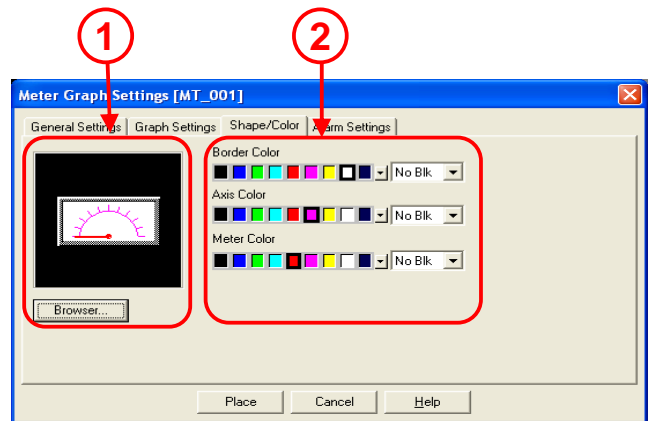 1 2
Meter Graph Settings [MT_001]
General Settings Graph Settings Shape/Color Alarm Settings
Border Color
No Blk
Axis Color
No Blk
Meter Color
No Blk
Browser...
Place Cancel Help